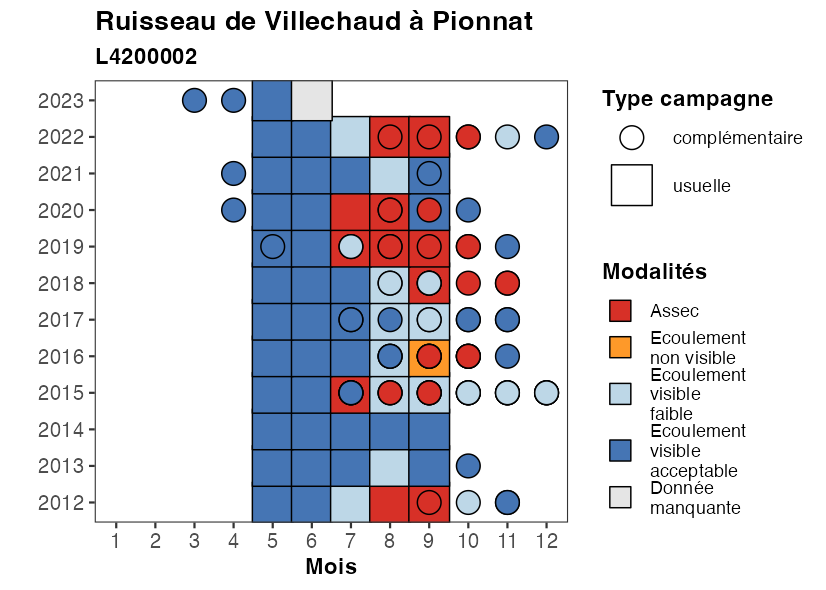 Ruisseau de Villechaud à Pionnat
L4200002
2023
2022
2021
2020
2019
2018
2017
2016
2015
2014
2013
2012
1 2 3 4 5 6 7 8 9 10 11 12
Mois
Type campagne
complémentaire
usuelle
Modalités
Assec
Ecoulement
non visible
Ecoulement
visible
faible
Ecoulement
visible
acceptable
Donnée
manquante